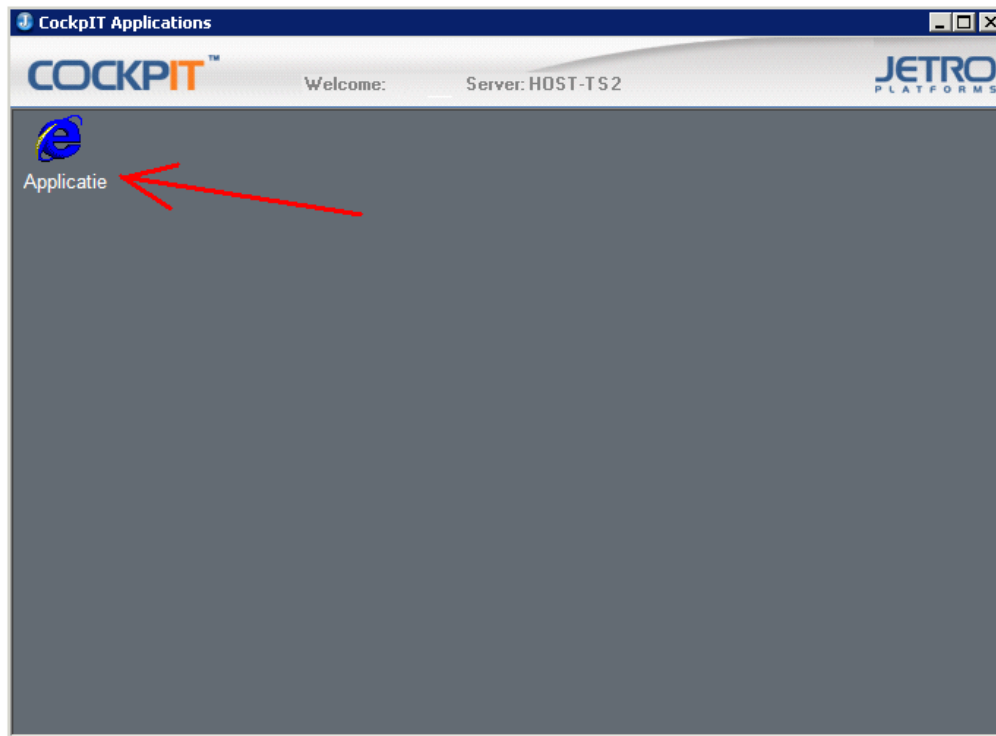 CockpIT Applications
COCKPIT™
Welcome: Server: HOST-TS2
JETRO
PLATFORMS
Applicatie